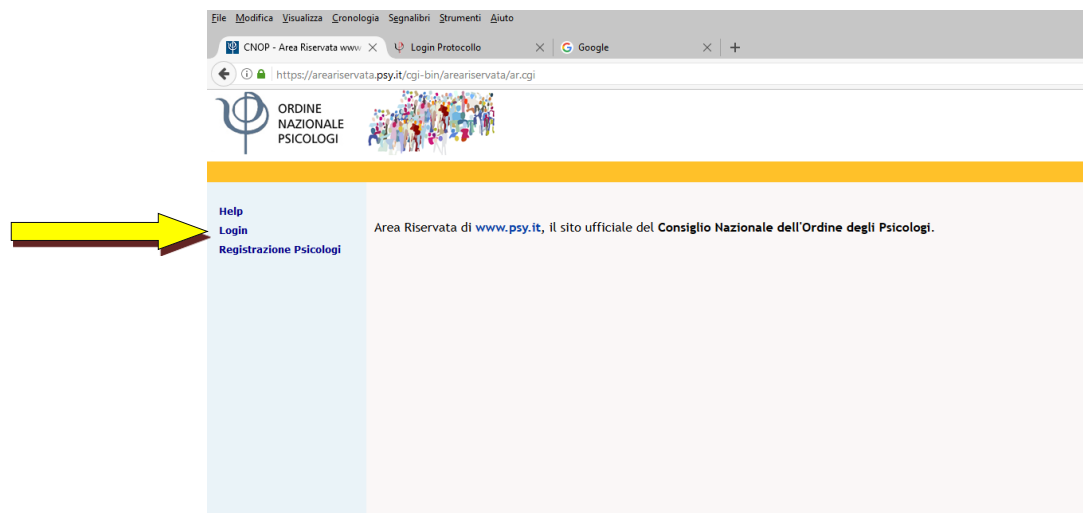 File Modifica Visualizza Cronologia Segnalibri Strumenti Aiuto
CNOP - Area Riservata www Login Protocollo Google
https://areariservata.psy.it/cgi-bin/areariservata/ar.cgi
ORDINE
NAZIONALE
PSICOLOGI
Help
Login
Registrazione Psicologi
Area Riservata di www.psy.it, il sito ufficiale del Consiglio Nazionale dell'Ordine degli Psicologi.